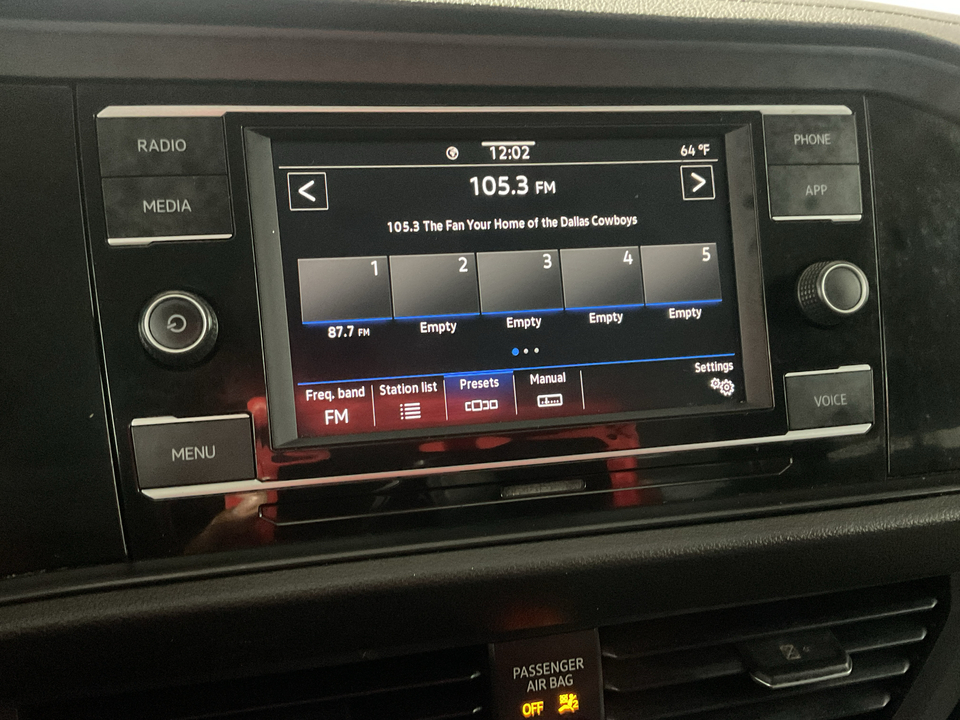 RADIO
MEDIA
MENU
12:02
64 °F
<
105.3 FM
>
105.3 The Fan Your Home of the Dallas Cowboys
1
2
3
4
5
87.7 FM
Empty
Empty
Empty
Empty
Freq. band
FM
Station list
Presets
Manual
Settings
PHONE
APP
VOICE
PASSENGER
AIR BAG
OFF